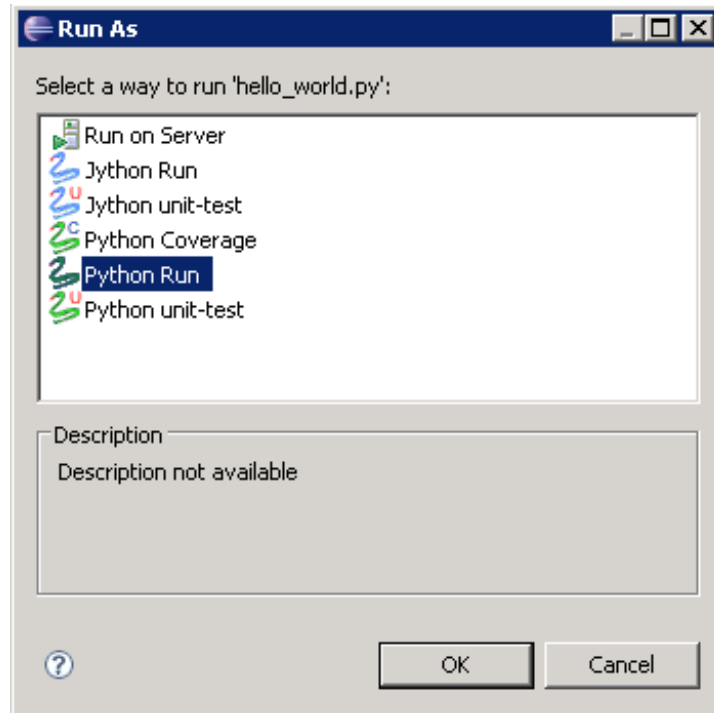 Run As
Select a way to run 'hello_world.py':
Run on Server
Jython Run
Jython unit-test
Python Coverage
Python Run
Python unit-test
Description
Description not available
OK
Cancel